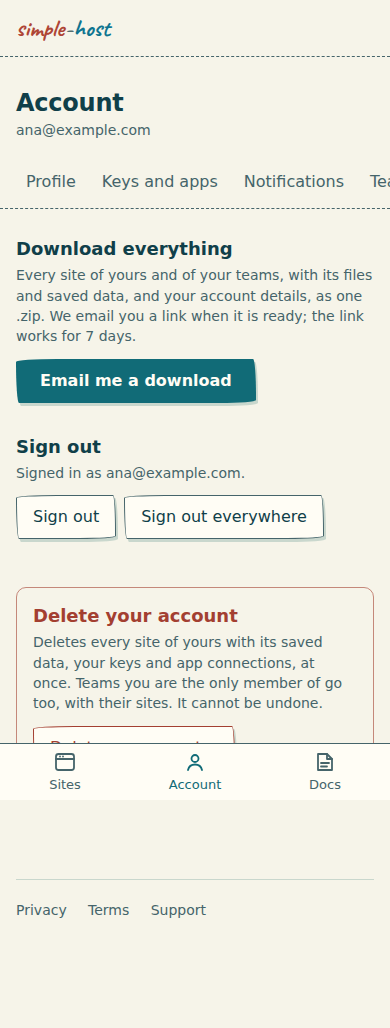 simple-host
Account
ana@example.com
Profile Keys and apps Notifications
Download everything
Every site of yours and of your teams, with its files
and saved data, and your account details, as one
.zip. We email you a link when it is ready; the link
works for 7 days.
Email me a download
Sign out
Signed in as ana@example.com.
Sign out Sign out everywhere
Delete your account
Deletes every site of yours with its saved
data, your keys and app connections, at
once. Teams you are the only member of go
too, with their sites. It cannot be undone.
Sites Account Docs
Privacy Terms Support